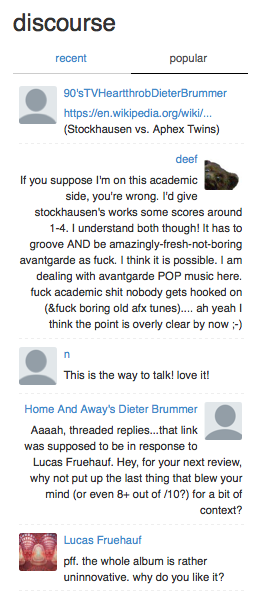 discourse
recent
popular
90'sTVHeartthrobDieterBrummer
https://en.wikipedia.org/wiki/...
(Stockhausen vs. Aphex Twins)
deef
If you suppose I'm on this academic
side, you're wrong. I'd give
stockhausen's works some scores around
1-4. I understand both though! It has to
groove AND be amazingly-fresh-not-boring
avantgarde as fuck. I think it is possible. I am
dealing with avantgarde POP music here.
fuck academic shit nobody gets hooked on
(&fuck boring old afx tunes).... ah yeah I
think the point is overly clear by now ;-)
n
This is the way to talk! love it!
Home And Away's Dieter Brummer
Aaaah, threaded replies...that link
was supposed to be in response to
Lucas Fruehauf. Hey, for your next review,
why not put up the last thing that blew your
mind (or even 8+ out of /10?) for a bit of
context?
Lucas Fruehauf
pff. the whole album is rather
uninnovative. why do you like it?